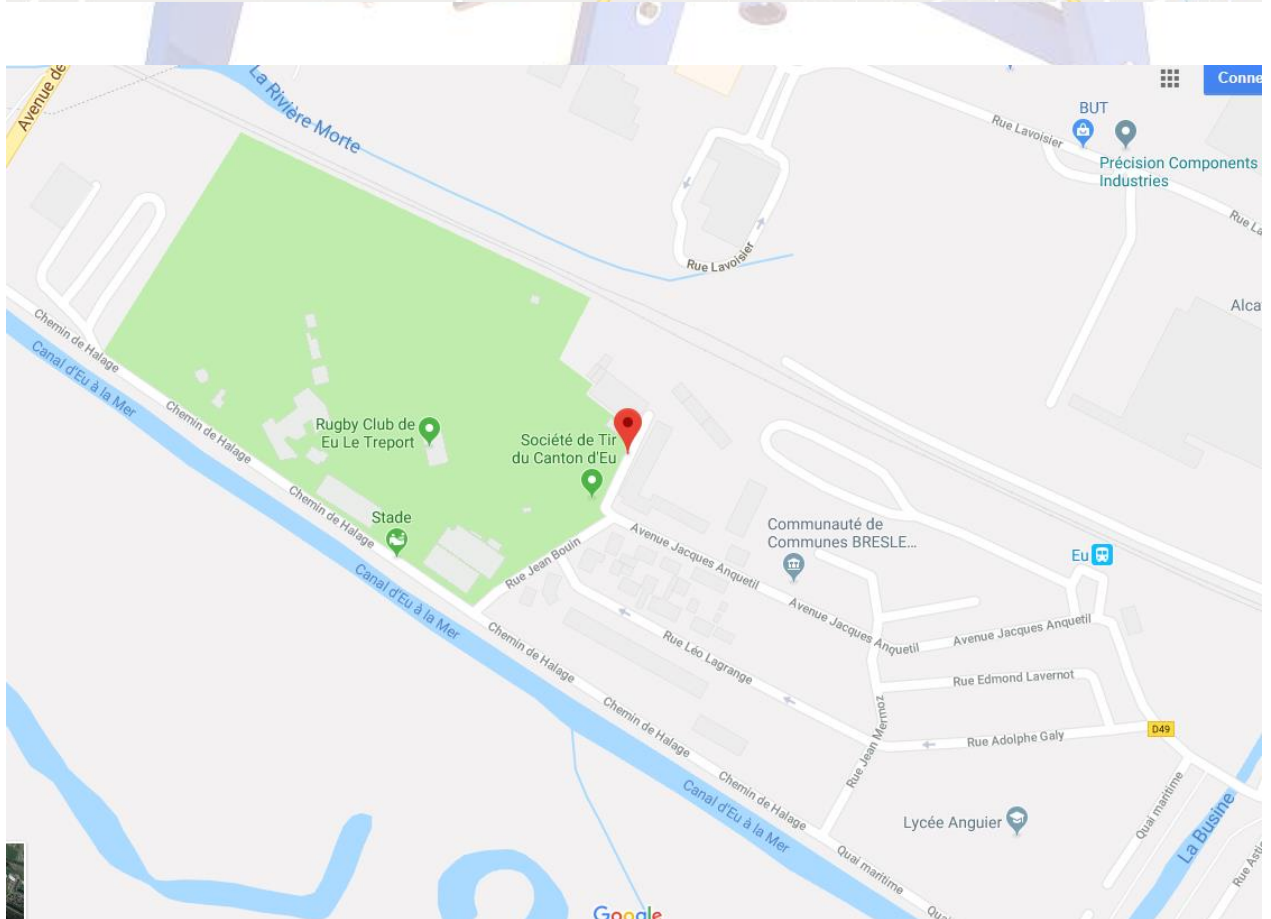 Avenue de
La Rivière Morte
Conne
BUT
Rue Lavoisier
Précision Components
Industries
Rue La
Rue Lavoisier
Alca
Chemin de Halage
Canal d'Eu à la Mer
Chemin de Halage
Rugby Club de
Eu Le Treport
Société de Tir
du Canton d'Eu
Chemin de Halage
Stade
Rue Jean Bouin
Avenue Jacques Anquetil
Communauté de
Communes BRESLE...
Eu
Canal d'Eu à la Mer
Avenue Jacques Anquetil
Avenue Jacques Anquetil
Chemin de Halage
Rue Léo Lagrange
Rue Edmond Lavernot
Chemin de Halage
Rue Jean Mermoz
Rue Adolphe Galy
D49
Chemin de Halage
Canal d'Eu à la Mer
Quai maritime
La Busine
Lycée Anguier
Quai maritime
Rue Asti
Quai
Google